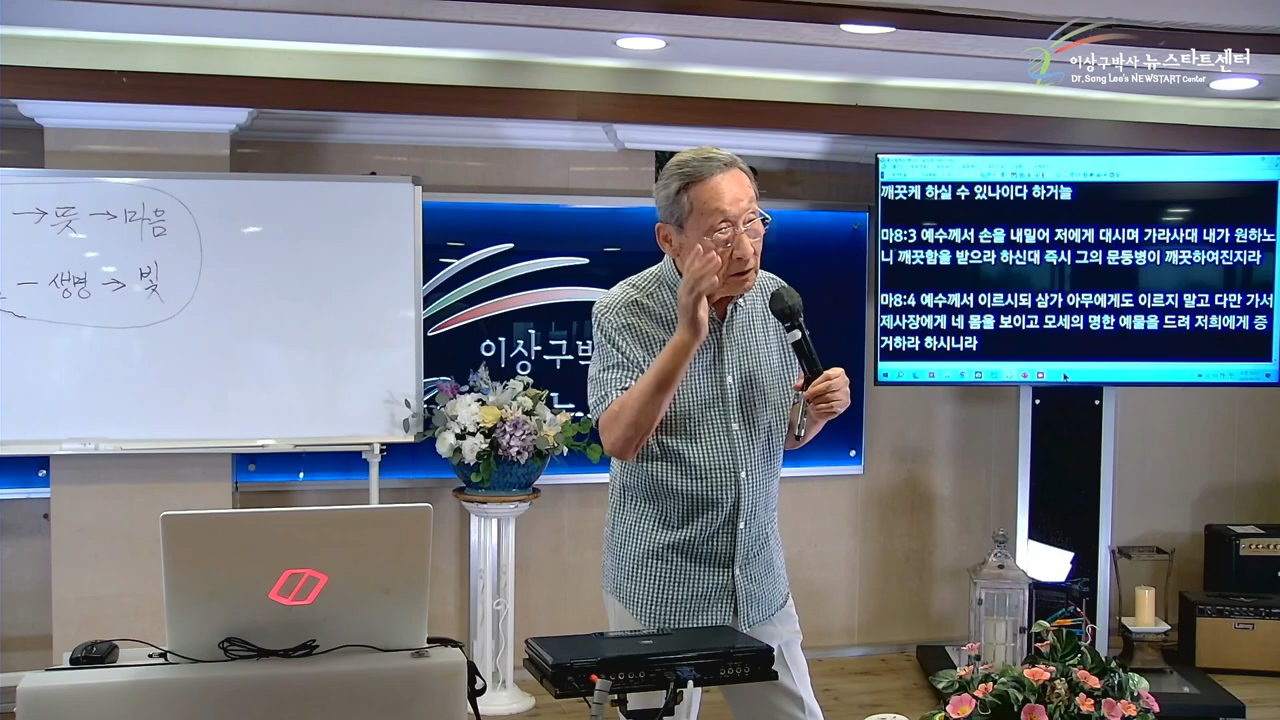 이상구박사 뉴스타트센터
Dr.Sang Lee's NEWSTART Center
→뜻 →마음
– 생명 → 빛
이상구박
깨끗케 하실 수 있나이다 하거늘
마8:3 예수께서 손을 내밀어 저에게 대시며 가라사대 내가 원하노
니 깨끗함을 받으라 하신대 즉시 그의 문둥병이 깨끗하여진지라
마8:4 예수께서 이르시되 삼가 아무에게도 이르지 말고 다만 가서
제사장에게 네 몸을 보이고 모세의 명한 예물을 드려 저희에게 증
거하라 하시니라